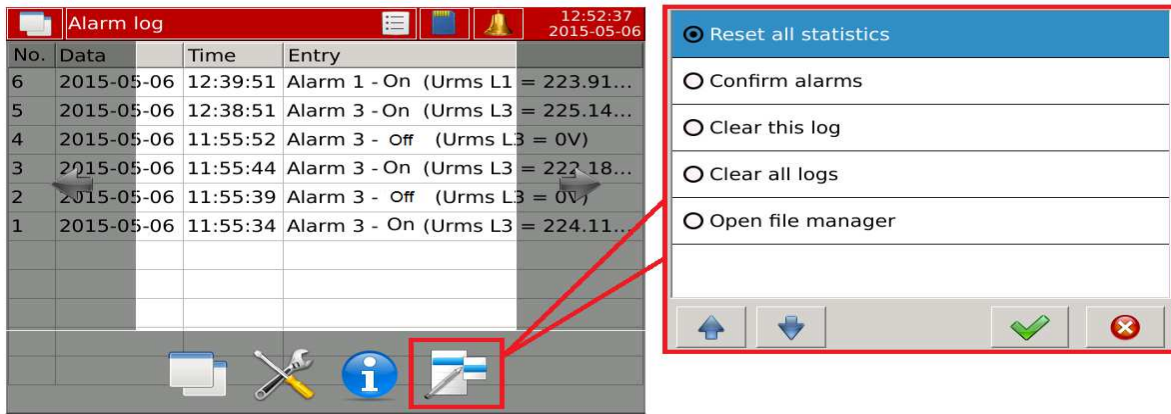 Alarm log
12:52:37
2015-05-06
No. Data Time Entry
6 2015-05-06 12:39:51 Alarm 1 - On (Urms L1 = 223.91...
5 2015-05-06 12:38:51 Alarm 3 - On (Urms L3 = 225.14...
4 2015-05-06 11:55:52 Alarm 3 - Off (Urms L3 = 0V)
3 2015-05-06 11:55:44 Alarm 3 - On (Urms L3 = 222.18...
2 2015-05-06 11:55:39 Alarm 3 - Off (Urms L3 = 0V)
1 2015-05-06 11:55:34 Alarm 3 - On (Urms L3 = 224.11...
Reset all statistics
Confirm alarms
Clear this log
Clear all logs
Open file manager